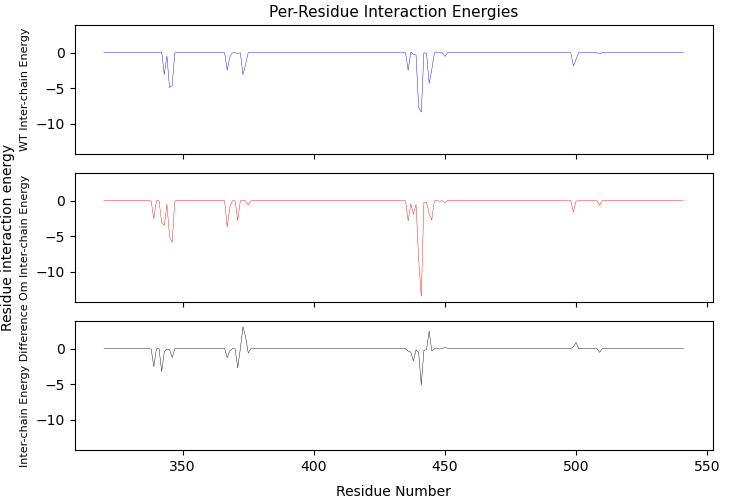 Per-Residue Interaction Energies
Residue interaction energy
WT Inter-chain Energy
0
−5
−10
Om Inter-chain Energy
0
−5
−10
Inter-chain Energy Difference
0
−5
−10
350
400
450
500
550
Residue Number